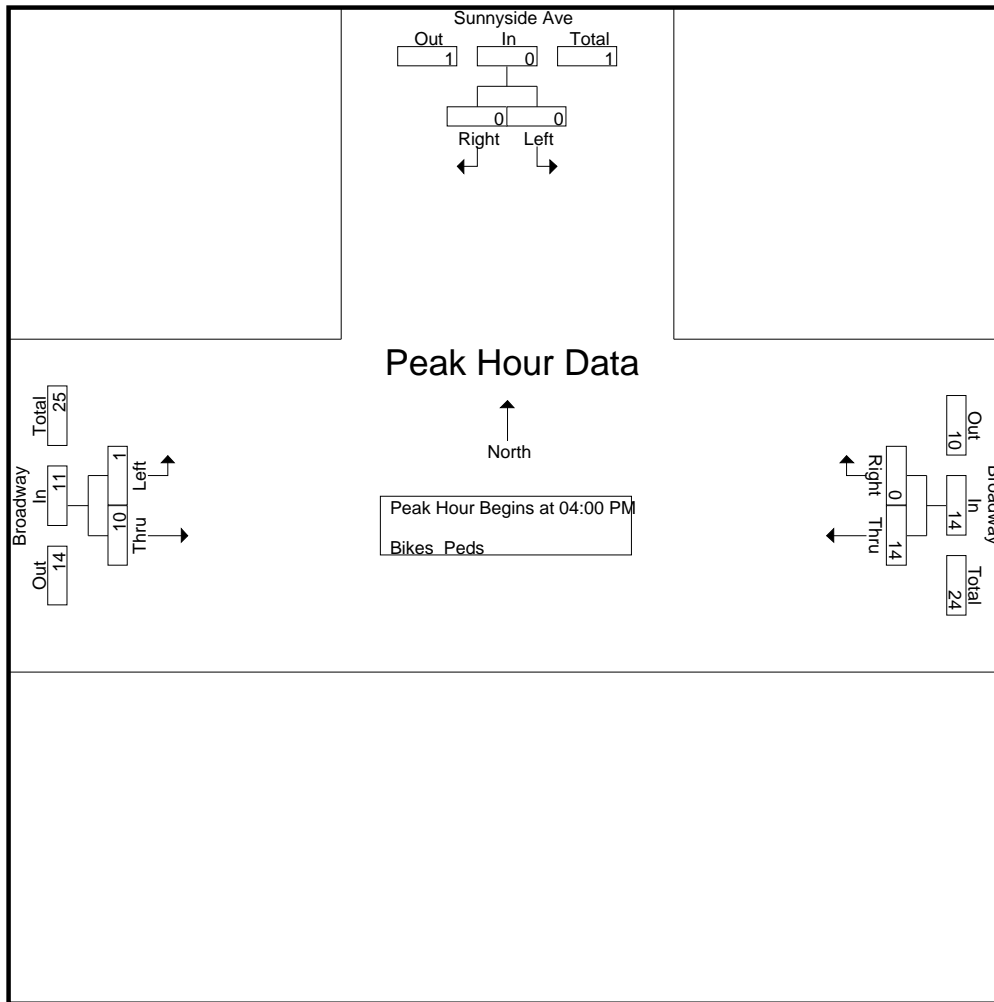 Sunnyside Ave
Out In Total
1 0 1
0 0
Right Left
Peak Hour Data
North
Peak Hour Begins at 04:00 PM
Bikes Peds
Broadway
Out In Total
14 11 25
1 10
Left Thru
Broadway
Out In Total
10 14 24
0 14
Right Thru